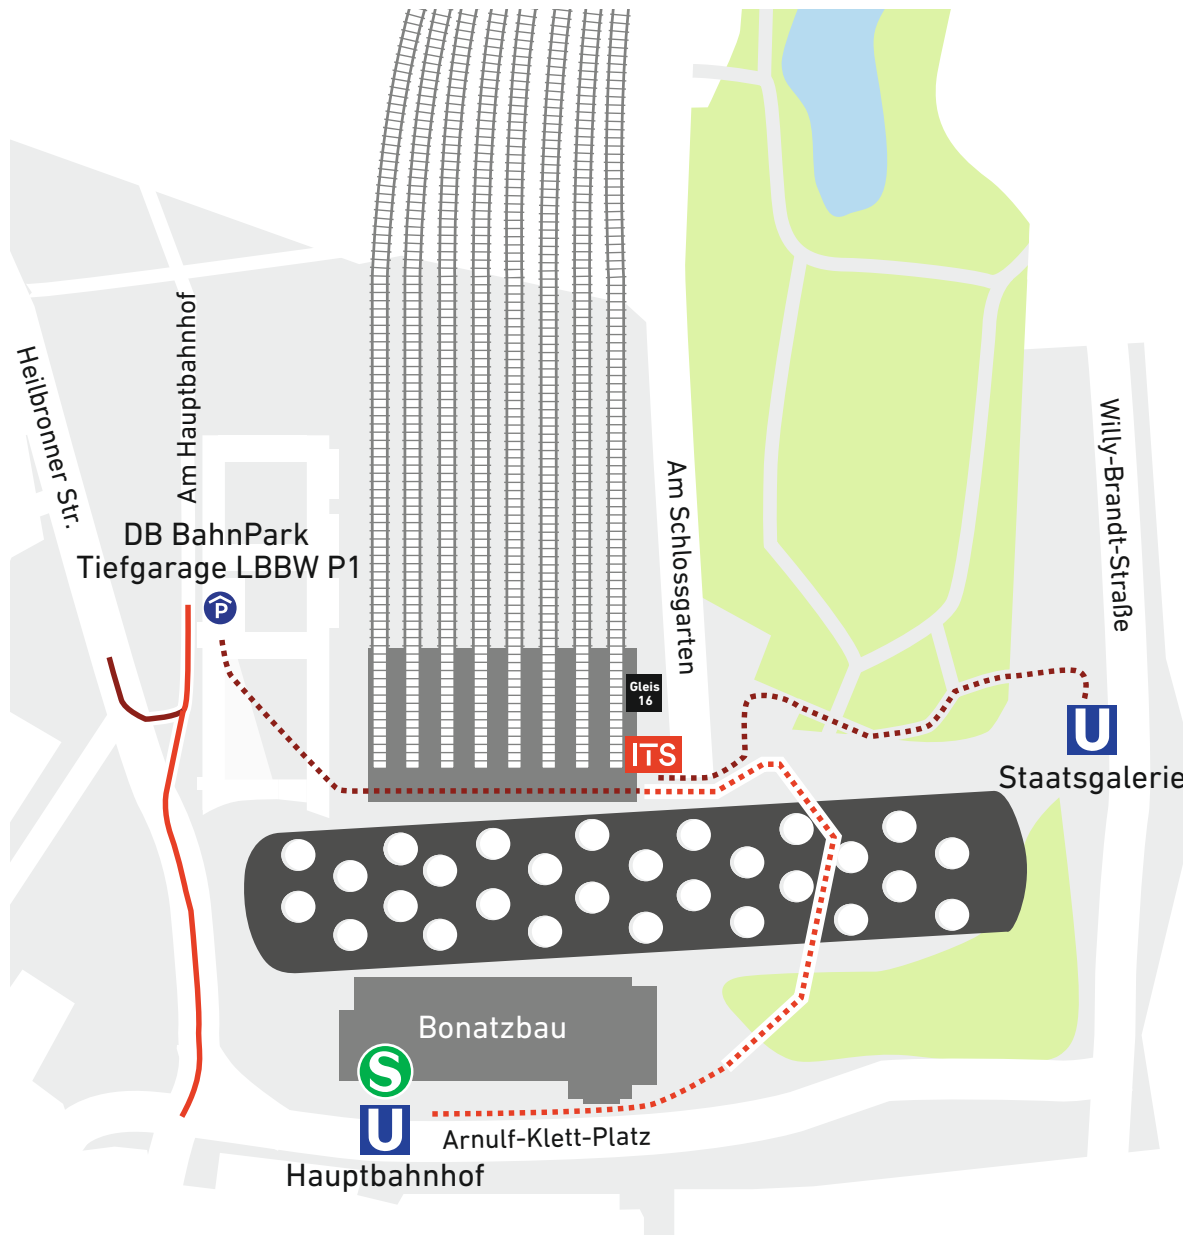 Heilbronner Str.
Am Hauptbahnhof
DB BahnPark
Tiefgarage LBBW P1
P
Am Schlossgarten
Willy-Brandt-Straße
Gleis
16
ITS
U
Staatsgalerie
Bonatzbau
S
U
Arnulf-Klett-Platz
Hauptbahnhof